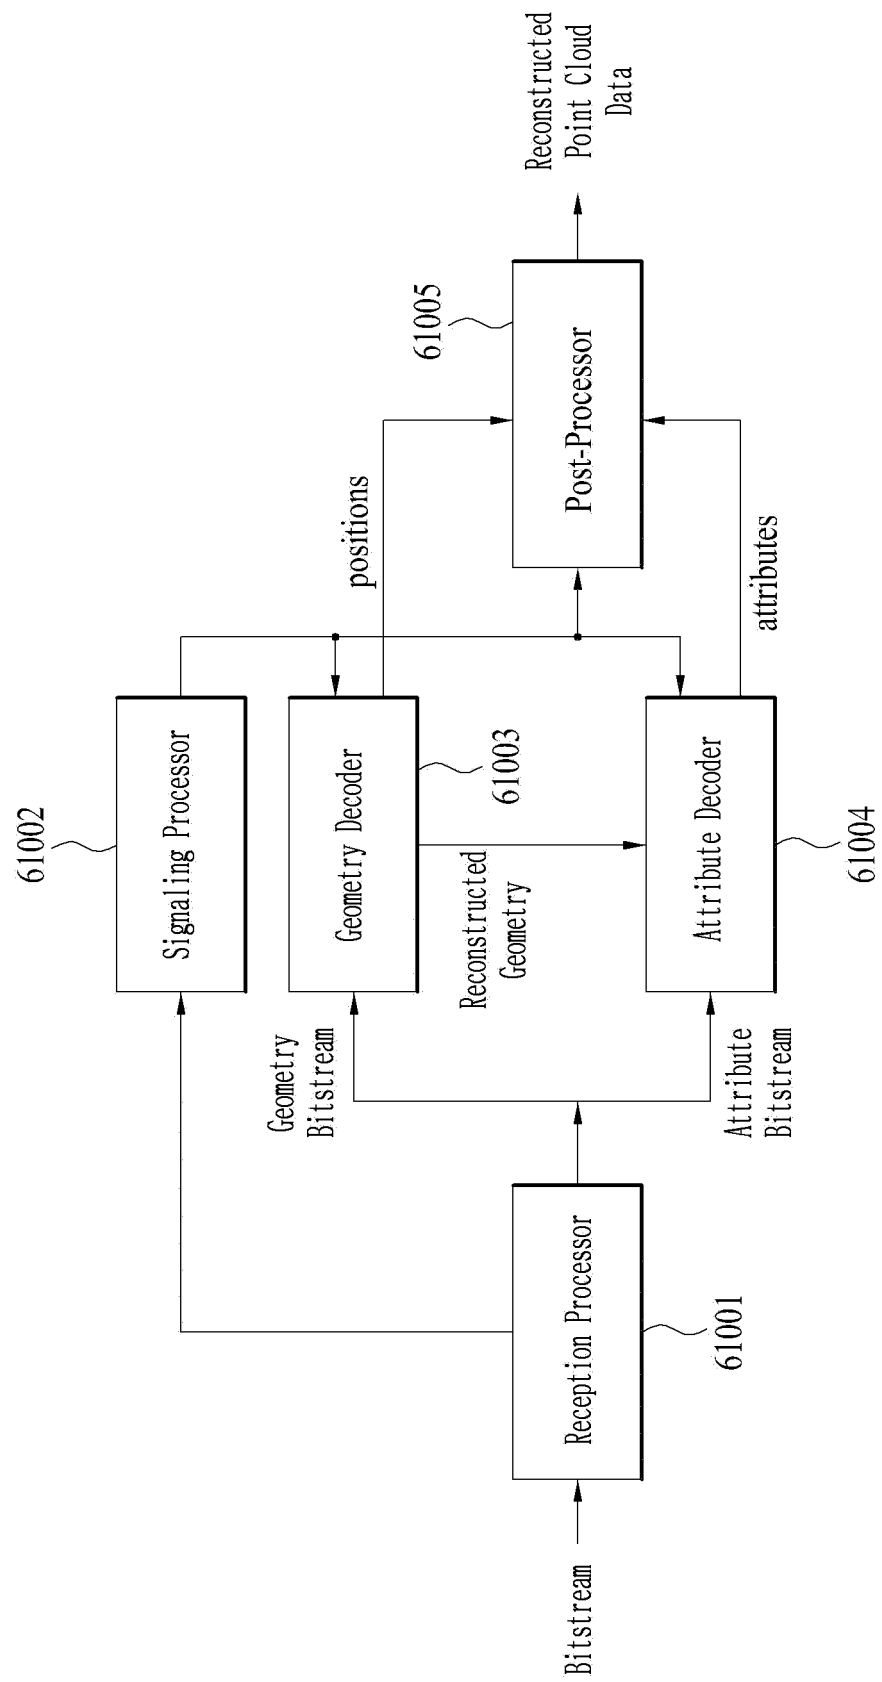 Bitstream
Reception Processor
61001
Geometry
Bitstream
Attribute
Bitstream
61002
Signaling Processor
Geometry Decoder
61003
Reconstructed
Geometry
Attribute Decoder
61004
positions
attributes
61005
Post-Processor
Reconstructed
Point Cloud
Data